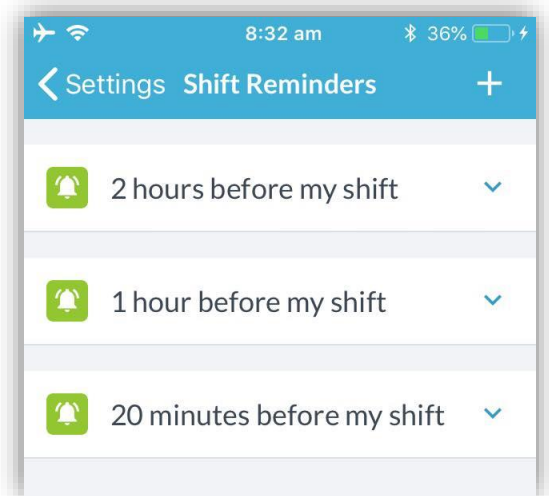 8:32 am 36%
Settings Shift Reminders +
2 hours before my shift
1 hour before my shift
20 minutes before my shift